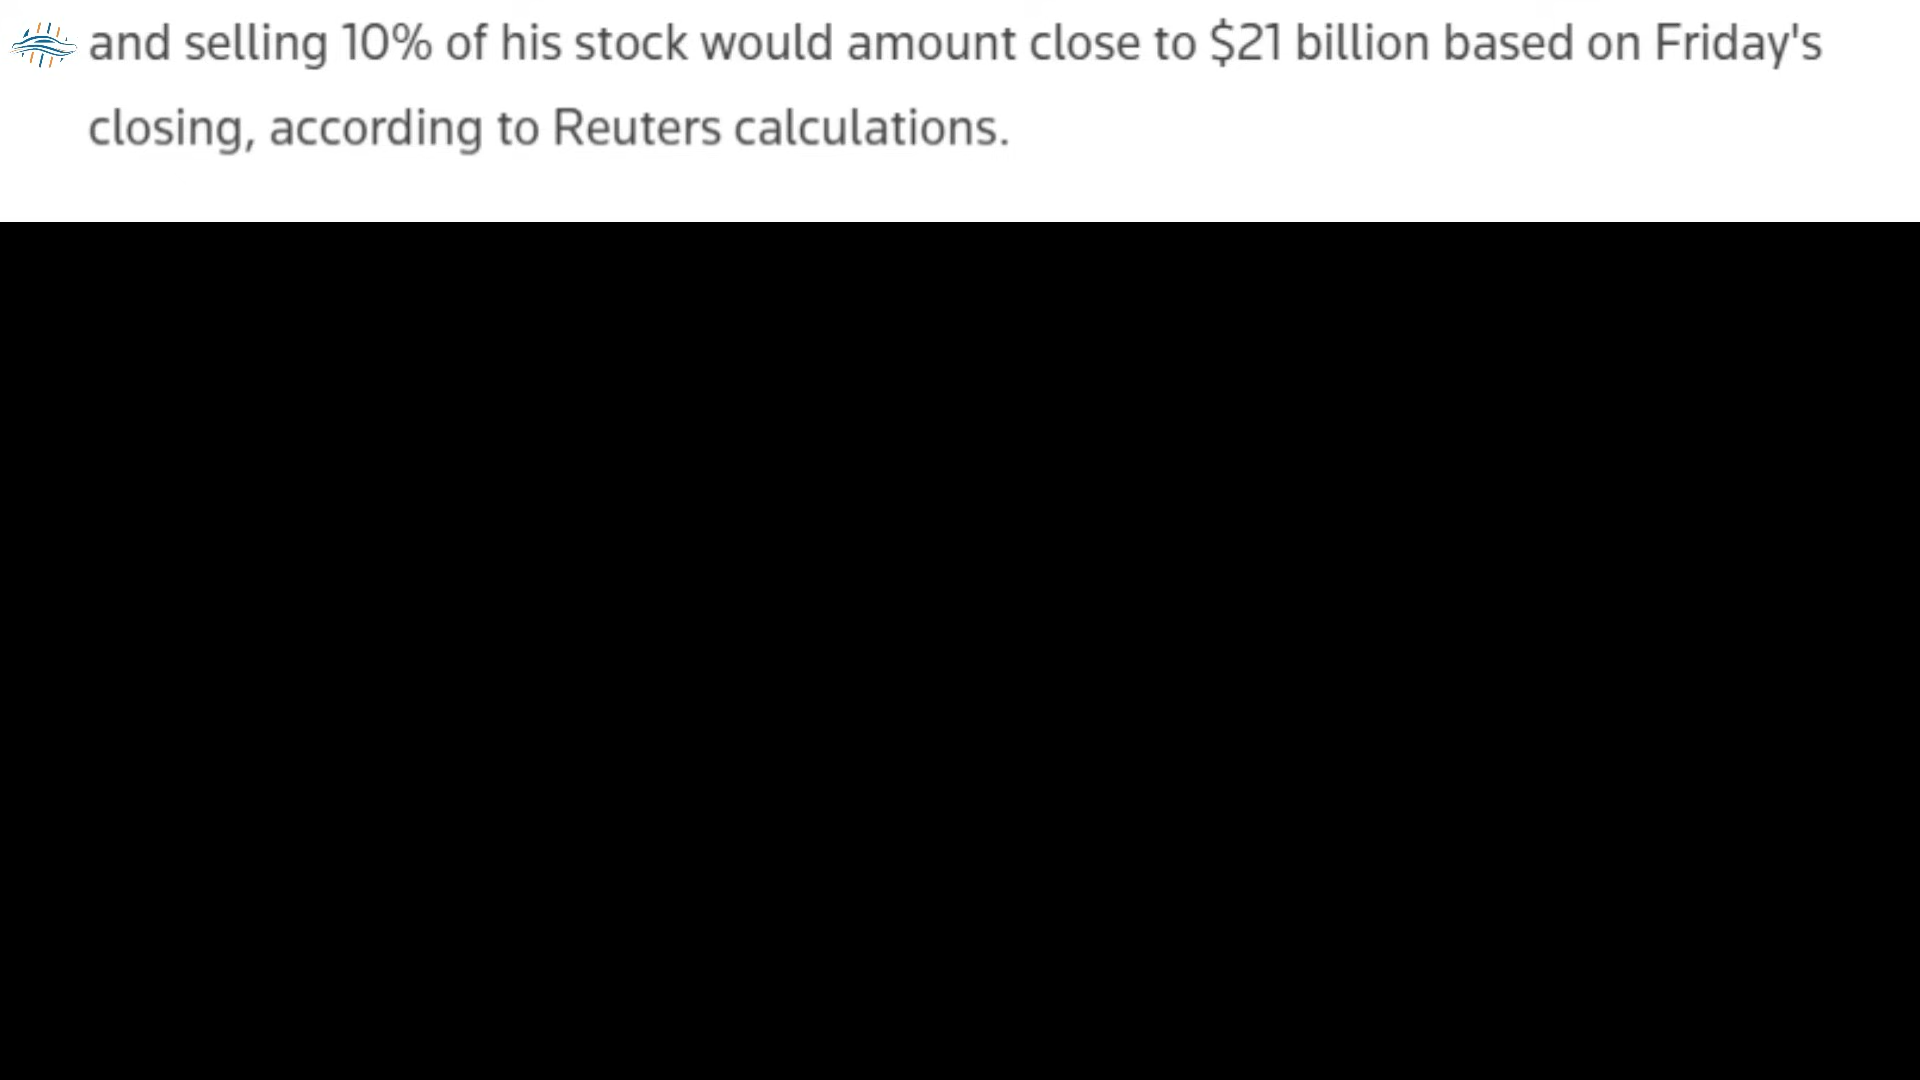 and selling 10% of his stock would amount close to $21 billion based on Friday's
closing, according to Reuters calculations.